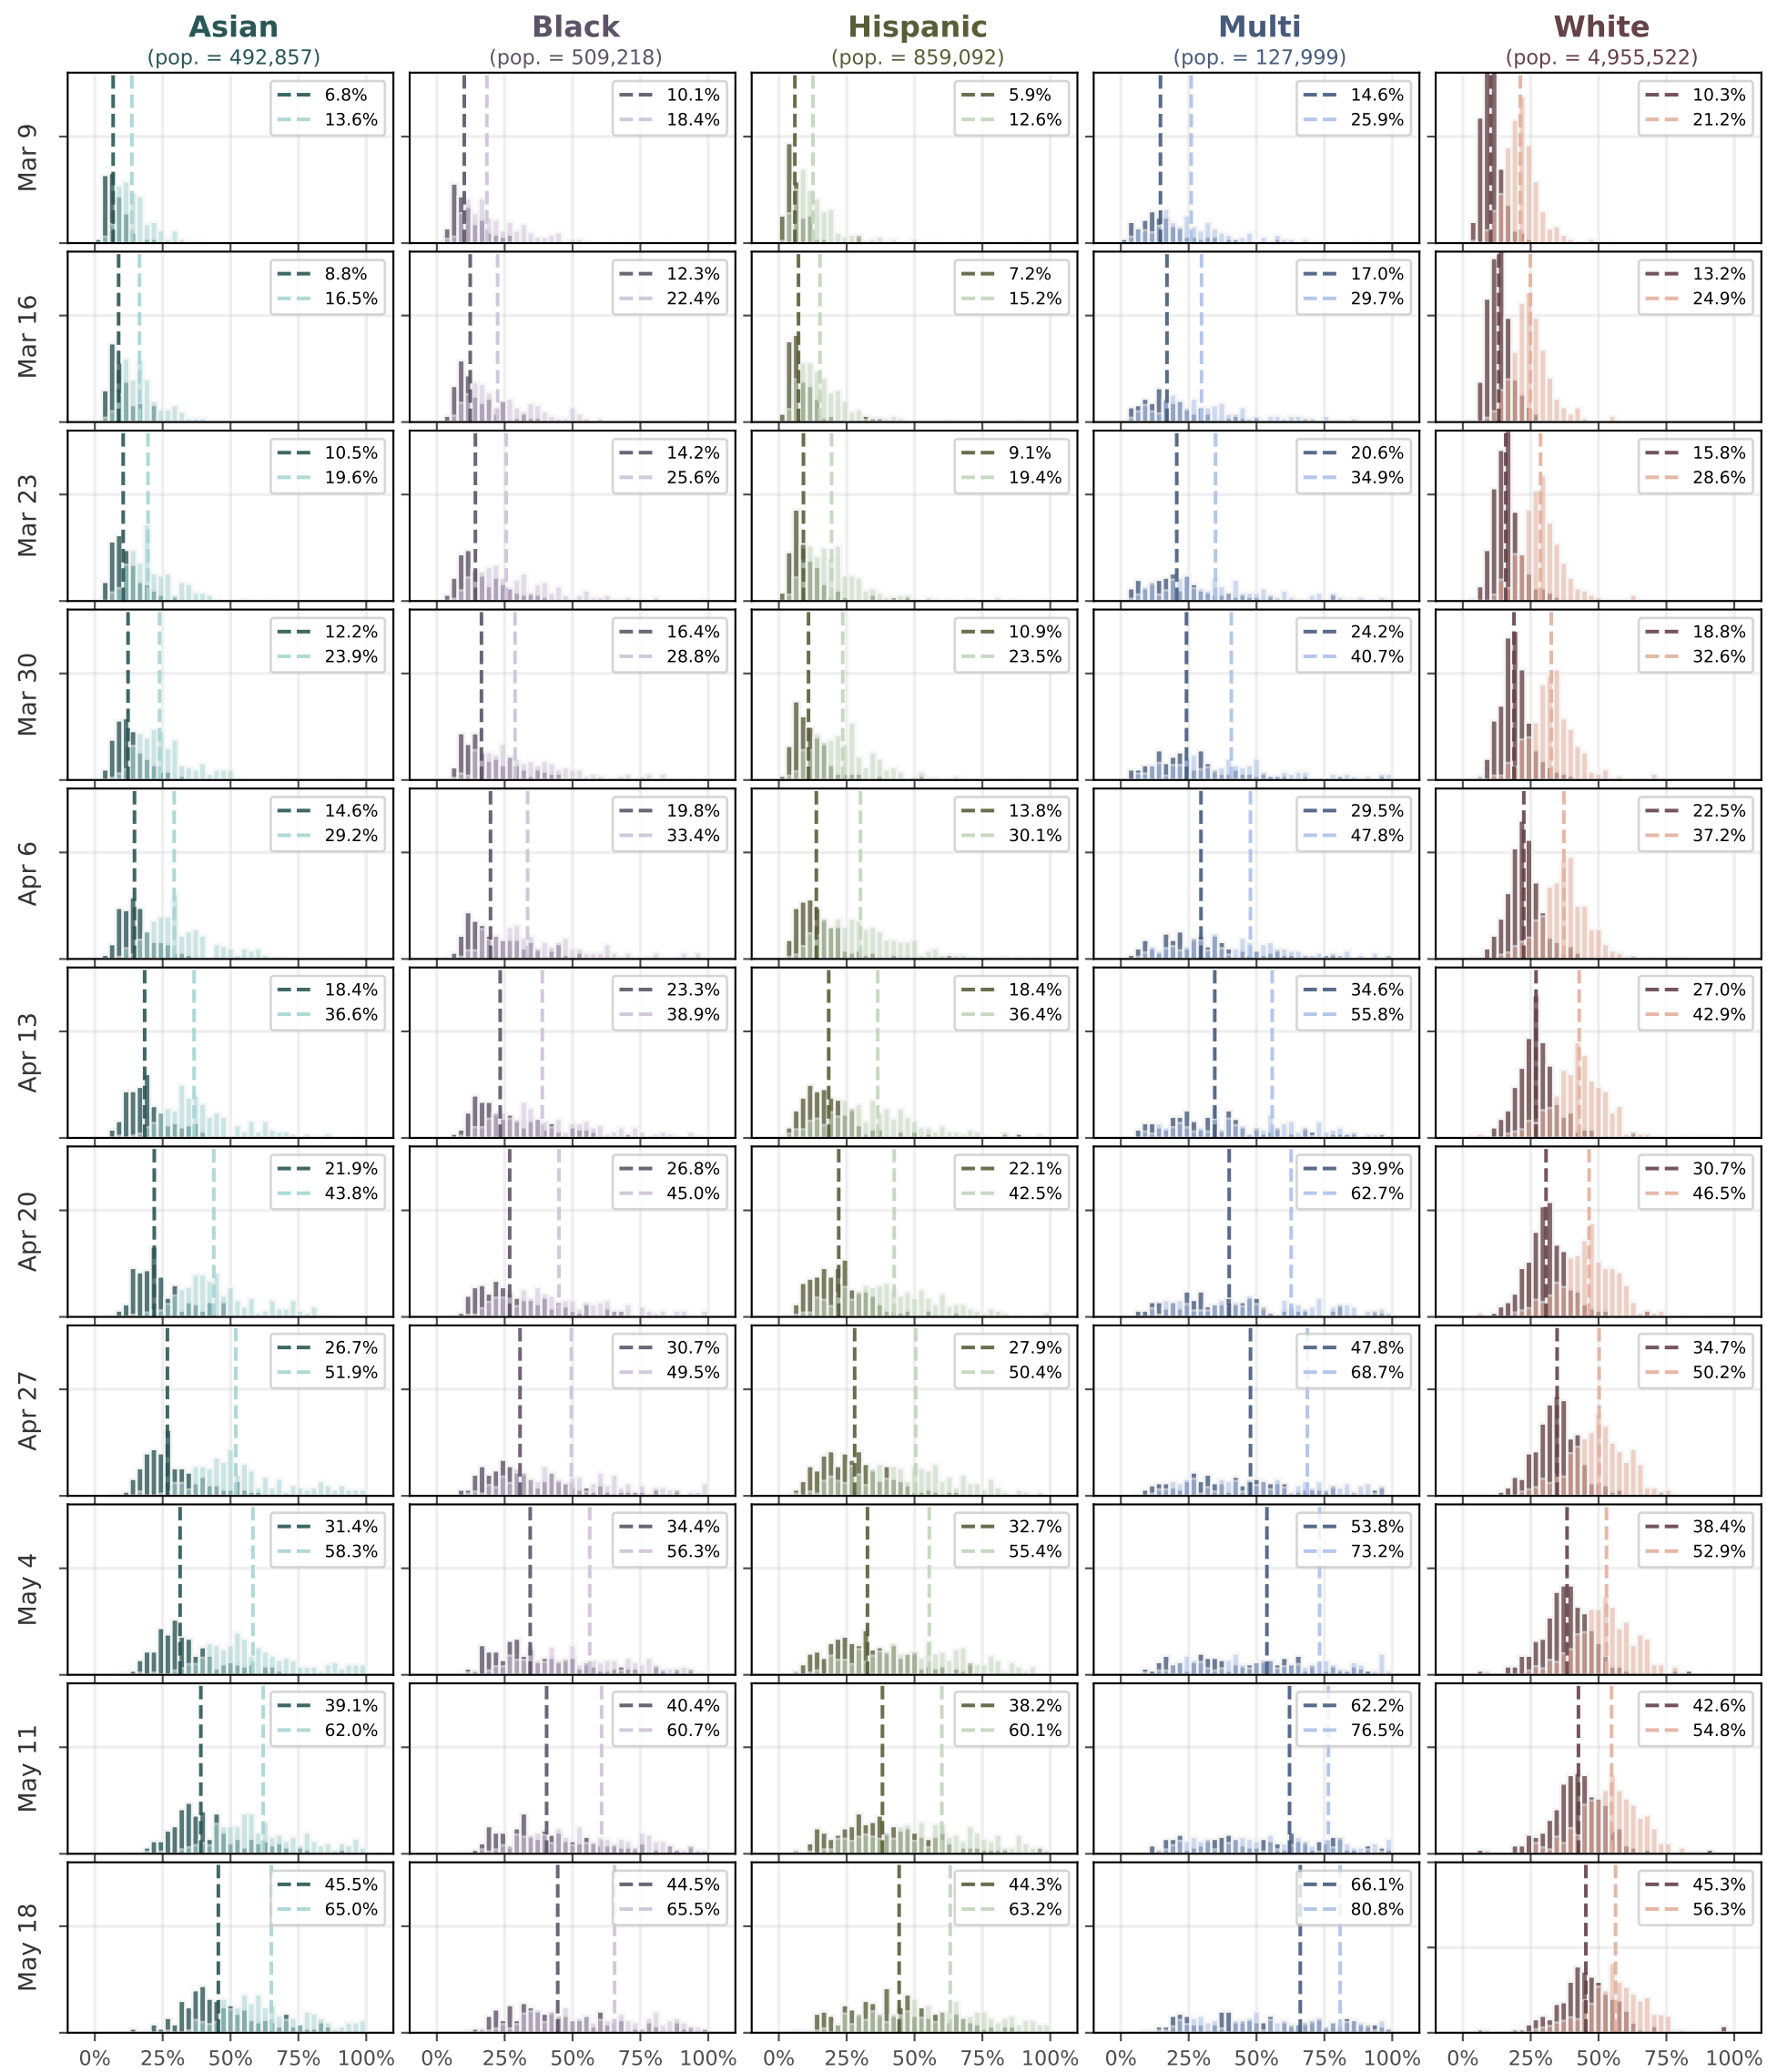 Asian Black Hispanic Multi White
(pop. = 492,857) (pop. = 509,218) (pop. = 859,092) (pop. = 127,999) (pop. = 4,955,522)
Mar 9
6.8% 10.1% 5.9% 14.6% 10.3%
13.6% 18.4% 12.6% 25.9% 21.2%
Mar 16
8.8% 12.3% 7.2% 17.0% 13.2%
16.5% 22.4% 15.2% 29.7% 24.9%
Mar 23
10.5% 14.2% 9.1% 20.6% 15.8%
19.6% 25.6% 19.4% 34.9% 28.6%
Mar 30
12.2% 16.4% 10.9% 24.2% 18.8%
23.9% 28.8% 23.5% 40.7% 32.6%
Apr 6
14.6% 19.8% 13.8% 29.5% 22.5%
29.2% 33.4% 30.1% 47.8% 37.2%
Apr 13
18.4% 23.3% 18.4% 34.6% 27.0%
36.6% 38.9% 36.4% 55.8% 42.9%
Apr 20
21.9% 26.8% 22.1% 39.9% 30.7%
43.8% 45.0% 42.5% 62.7% 46.5%
Apr 27
26.7% 30.7% 27.9% 47.8% 34.7%
51.9% 49.5% 50.4% 68.7% 50.2%
May 4
31.4% 34.4% 32.7% 53.8% 38.4%
58.3% 56.3% 55.4% 73.2% 52.9%
May 11
39.1% 40.4% 38.2% 62.2% 42.6%
62.0% 60.7% 60.1% 76.5% 54.8%
May 18
45.5% 44.5% 44.3% 66.1% 45.3%
65.0% 65.5% 63.2% 80.8% 56.3%
0% 25% 50% 75% 100% 0% 25% 50% 75% 100% 0% 25% 50% 75% 100% 0% 25% 50% 75% 100% 0% 25% 50% 75% 100%